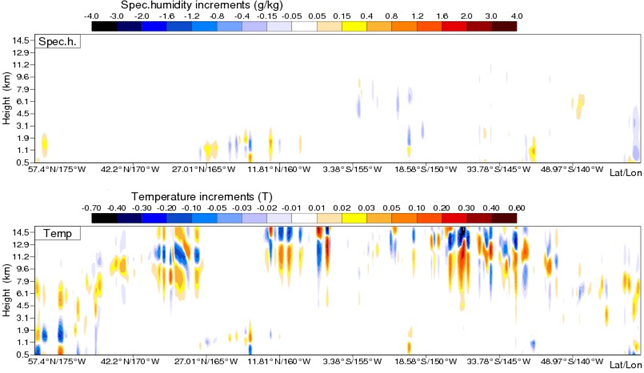 Spec.humidity increments (g/kg)
-4.0 -3.0 -2.0 -1.6 -1.2 -0.8 -0.4 -0.15 -0.05 0.05 0.15 0.4 0.8 1.2 1.6 2.0 3.0 4.0
Spec.h.
Height (km)
14.5
12.9
11.2
9.6
7.8
6.1
4.5
3.1
1.9
1.1
0.5
57.4°N/175°W 42.2°N/170°W 27.01°N/165°W 11.81°N/160°W 3.38°S/155°W 18.58°S/150°W 33.78°S/145°W 48.97°S/140°W Lat/Lon
Temperature increments (T)
-0.70 -0.40 -0.30 -0.20 -0.10 -0.05 -0.03 -0.02 -0.01 0.01 0.02 0.03 0.05 0.10 0.20 0.30 0.40 0.60
Temp
Height (km)
14.5
12.9
11.2
9.6
7.8
6.1
4.5
3.1
1.9
1.1
0.5
57.4°N/175°W 42.2°N/170°W 27.01°N/165°W 11.81°N/160°W 3.38°S/155°W 18.58°S/150°W 33.78°S/145°W 48.97°S/140°W Lat/Lon